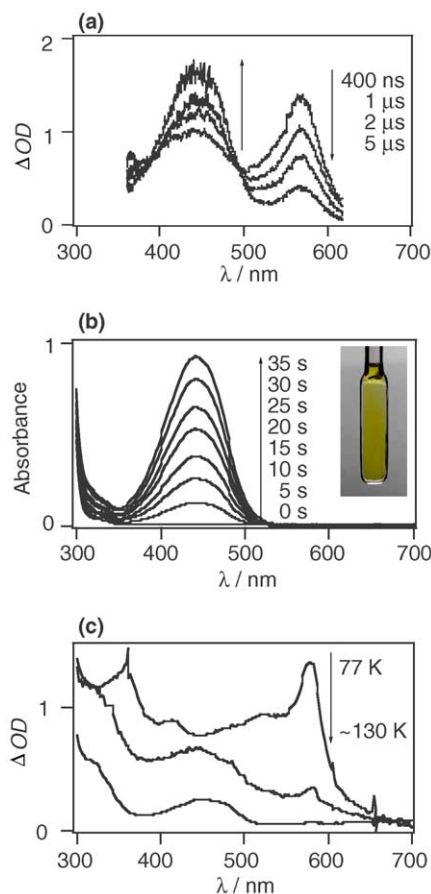 (a)
2
400 ns
1 μs
2 μs
5 μs
ΔOD
1
0
300 400 500 600 700
λ / nm
(b)
1
35 s
30 s
25 s
20 s
15 s
10 s
5 s
0 s
Absorbance
0
300 400 500 600 700
λ / nm
(c)
77 K
1
~130 K
ΔOD
0
300 400 500 600 700
λ / nm